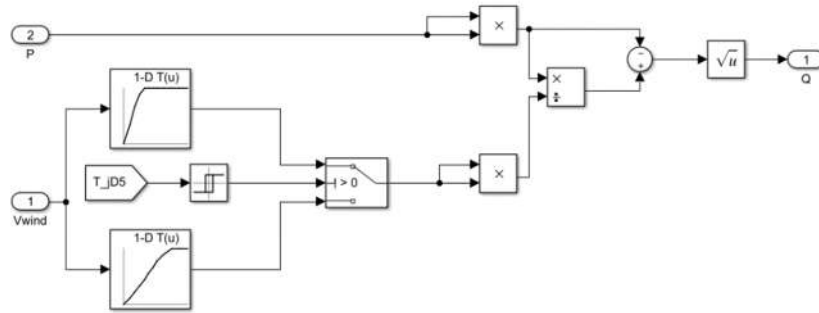 2
P
×
−
+
×
÷
√u
1
Q
1-D T(u)
T_jD5
> 0
×
1
Vwind
1-D T(u)